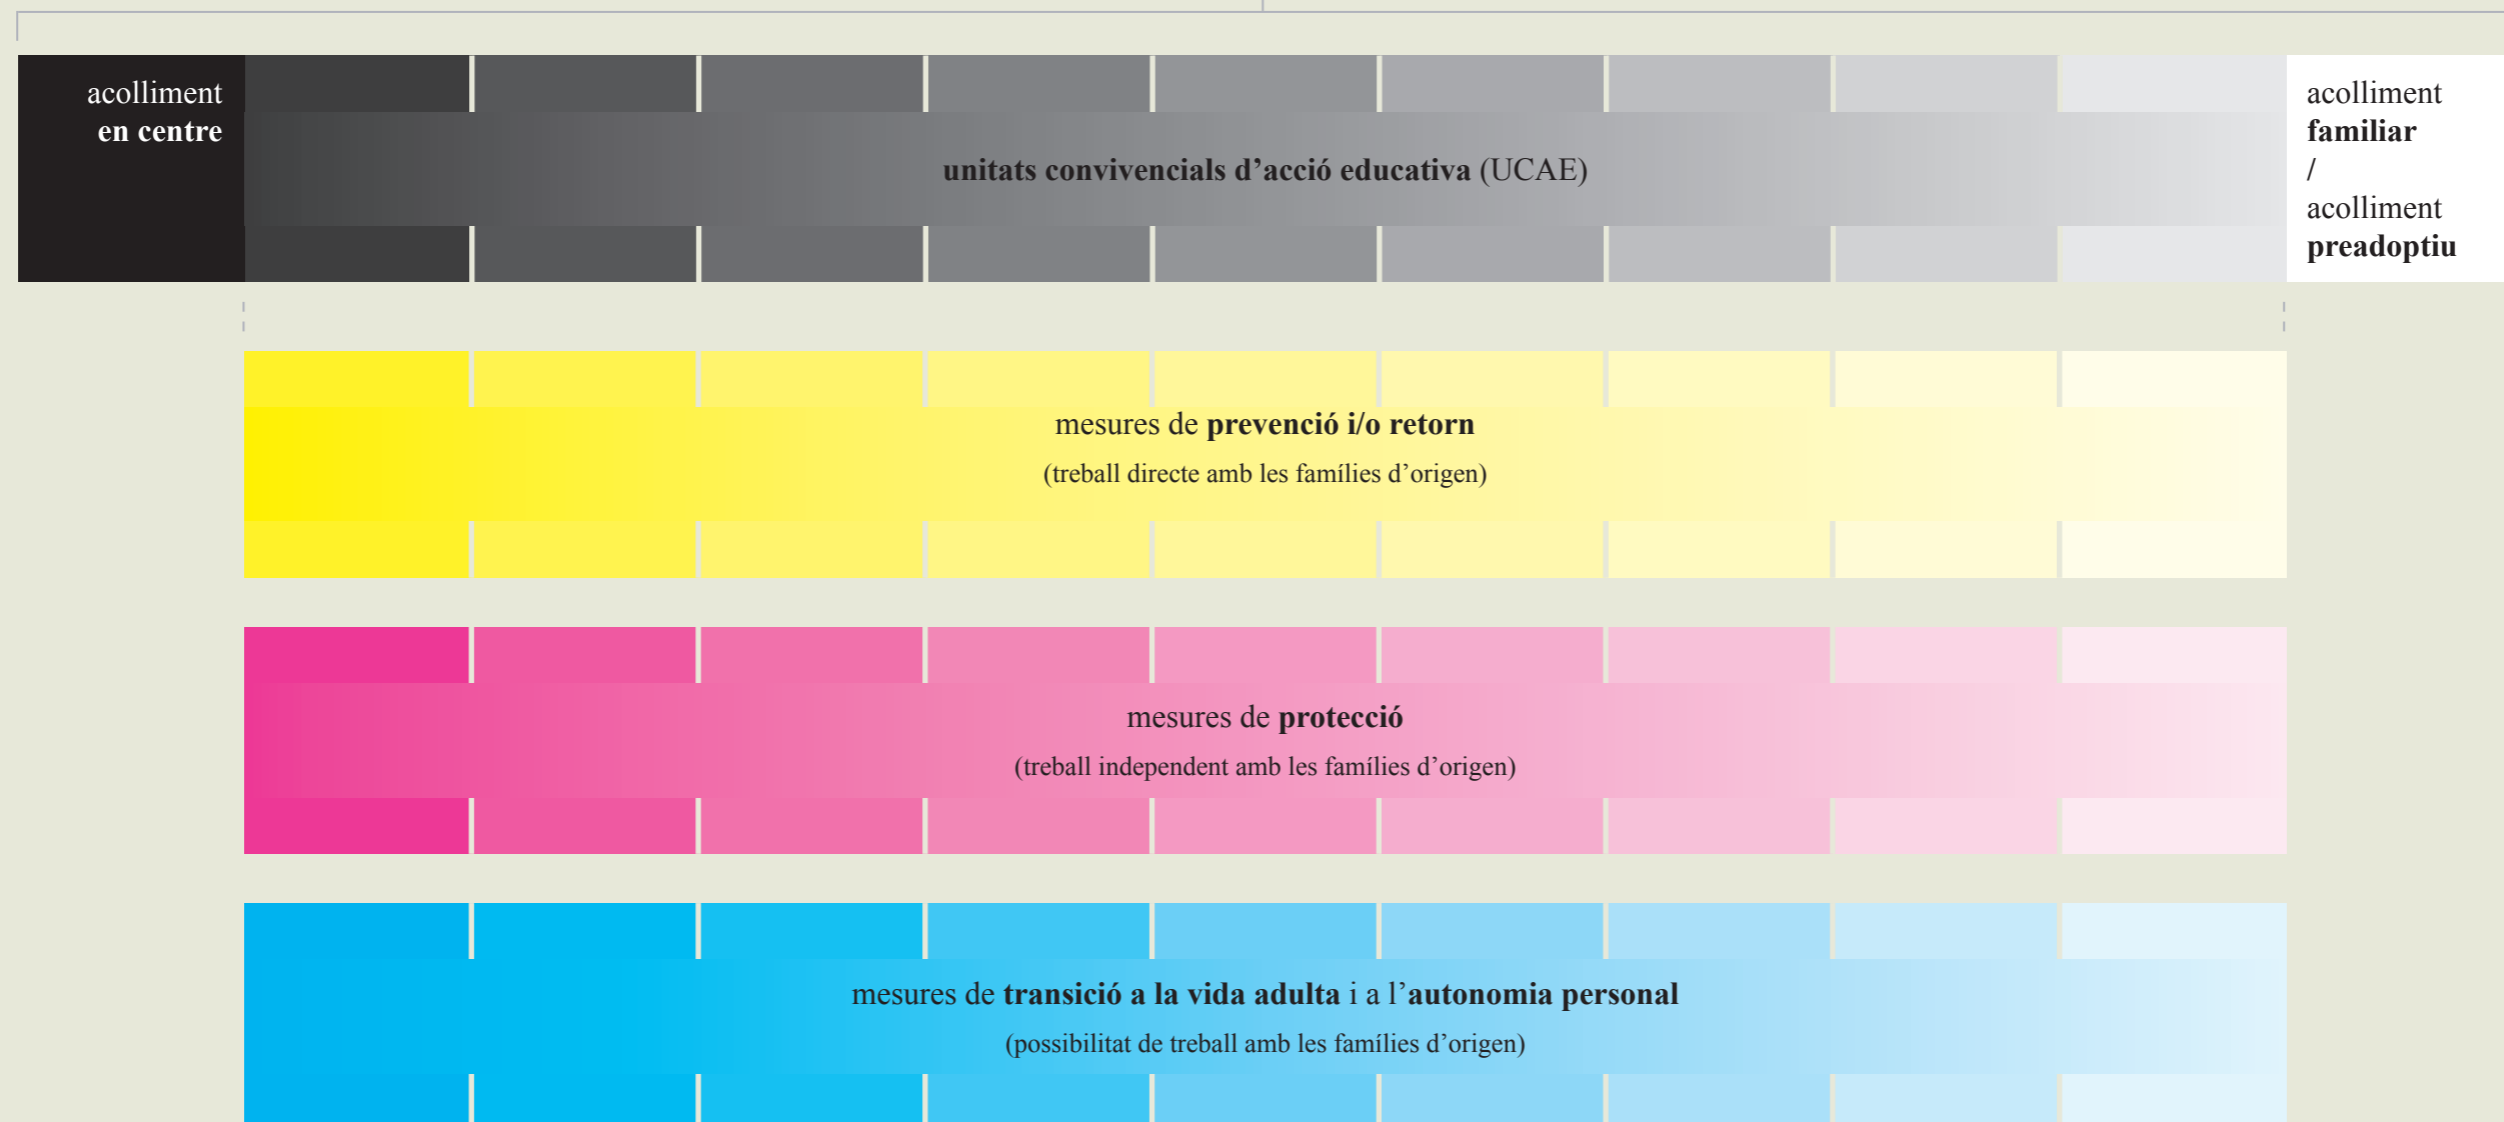 acolliment
en centre
unitats convivencials d’acció educativa (UCAE)
acolliment
familiar
/
acolliment
preadoptiu
mesures de prevenció i/o retorn
(treball directe amb les famílies d’origen)
mesures de protecció
(treball independent amb les famílies d’origen)
mesures de transició a la vida adulta i a l’autonomia personal
(possibilitat de treball amb les famílies d’origen)